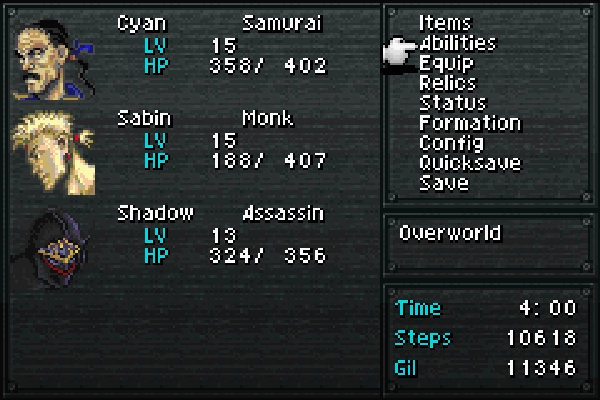 Cyan Samurai
LV 15
HP 358/ 402
Sabin Monk
LV 15
HP 188/ 407
Shadow Assassin
LV 13
HP 324/ 356
Items
Abilities
Equip
Relics
Status
Formation
Config
Quicksave
Save
Overworld
Time 4: 00
Steps 10618
Gil 11346